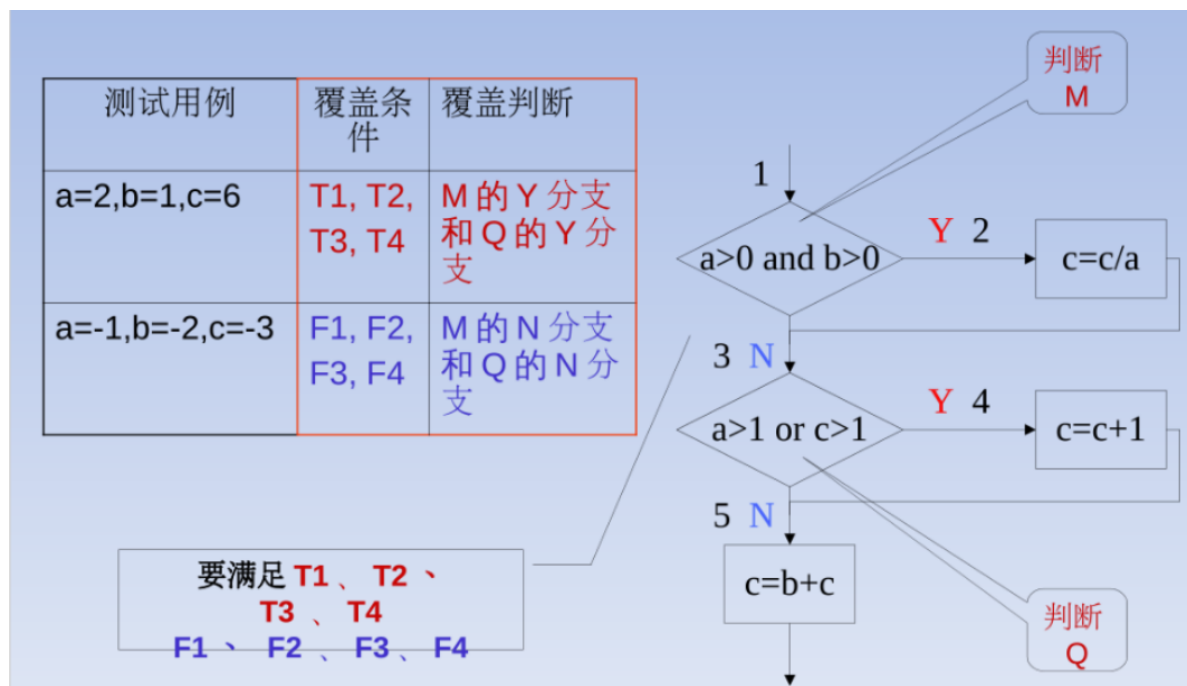 测试用例
覆盖条
件
覆盖判断
a=2,b=1,c=6
T1, T2,
T3, T4
M 的 Y 分支
和 Q 的 Y 分
支
a=-1,b=-2,c=-3
F1, F2,
F3, F4
M 的 N 分支
和 Q 的 N 分
支
要满足 T1 、 T2 、
T3 、 T4
F1 、 F2 、 F3 、 F4
判断
M
1
a>0 and b>0
Y 2
c=c/a
3 N
a>1 or c>1
Y 4
c=c+1
5 N
c=b+c
判断
Q